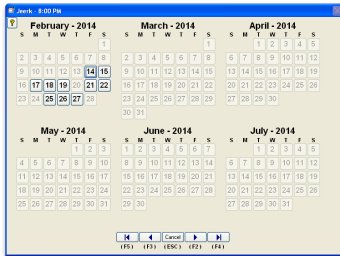 Jeerk - 8:00 PM
February - 2014
S M T W T F S
1
2 3 4 5 6 7 8
9 10 11 12 13 14 15
16 17 18 19 20 21 22
23 24 25 26 27 28
March - 2014
S M T W T F S
1
2 3 4 5 6 7 8
9 10 11 12 13 14 15
16 17 18 19 20 21 22
23 24 25 26 27 28 29
30 31
April - 2014
S M T W T F S
1 2 3 4 5
6 7 8 9 10 11 12
13 14 15 16 17 18 19
20 21 22 23 24 25 26
27 28 29 30
May - 2014
S M T W T F S
1 2 3
4 5 6 7 8 9 10
11 12 13 14 15 16 17
18 19 20 21 22 23 24
25 26 27 28 29 30 31
June - 2014
S M T W T F S
1 2 3 4 5 6 7
8 9 10 11 12 13 14
15 16 17 18 19 20 21
22 23 24 25 26 27 28
29 30
July - 2014
S M T W T F S
1 2 3 4 5
6 7 8 9 10 11 12
13 14 15 16 17 18 19
20 21 22 23 24 25 26
27 28 29 30 31
Cancel
(F5) (F3) (ESC) (F2) (F4)